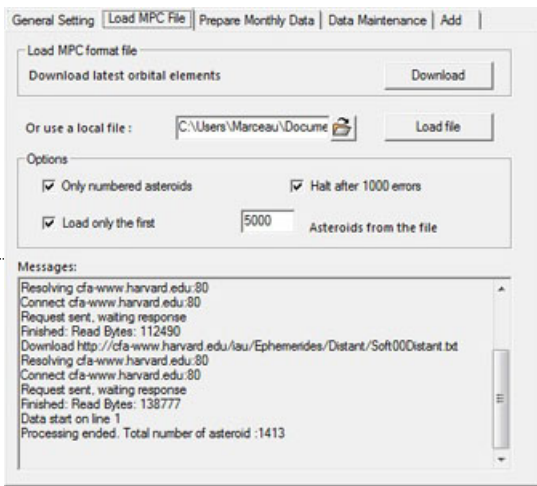 General Setting Load MPC File Prepare Monthly Data Data Maintenance Add
Load MPC format file
Download latest orbital elements Download
Or use a local file : C:\Users\Marceau\Docume Load file
Options
Only numbered asteroids Halt after 1000 errors
Load only the first 5000 Asteroids from the file
Messages:
Resolving cfa-www.harvard.edu:80
Connect cfa-www.harvard.edu:80
Request sent, waiting response
Finished: Read Bytes: 112490
Download http://cfa-www.harvard.edu/iau/Ephemerides/Distant/Soft00Distant.txt
Resolving cfa-www.harvard.edu:80
Connect cfa-www.harvard.edu:80
Request sent, waiting response
Finished: Read Bytes: 138777
Data start on line 1
Processing ended. Total number of asteroid :1413